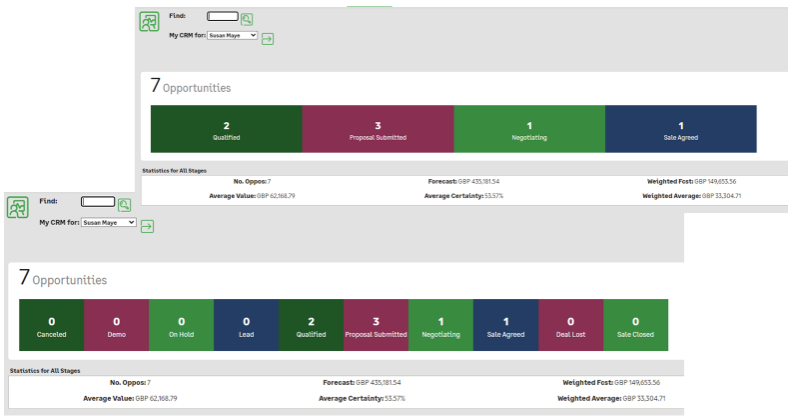 Find:
My CRM for: Susan Maye
7 Opportunities
2 3 1 1
Qualified Proposal Submitted Negotiating Sale Agreed
Statistics for All Stages
No. Oppos: 7 Forecast: GBP 435,181.54 Weighted Fcst: GBP 149,653.56
Average Value: GBP 62,168.79 Average Certainty: 53.57% Weighted Average: GBP 33,304.71
Find:
My CRM for: Susan Maye
7 Opportunities
0 0 0 0 2 3 1 1 0 0
Canceled Demo On Hold Lead Qualified Proposal Submitted Negotiating Sale Agreed Deal Lost Sale Closed
Statistics for All Stages
No. Oppos: 7 Forecast: GBP 435,181.54 Weighted Fcst: GBP 149,653.56
Average Value: GBP 62,168.79 Average Certainty: 53.57% Weighted Average: GBP 33,304.71